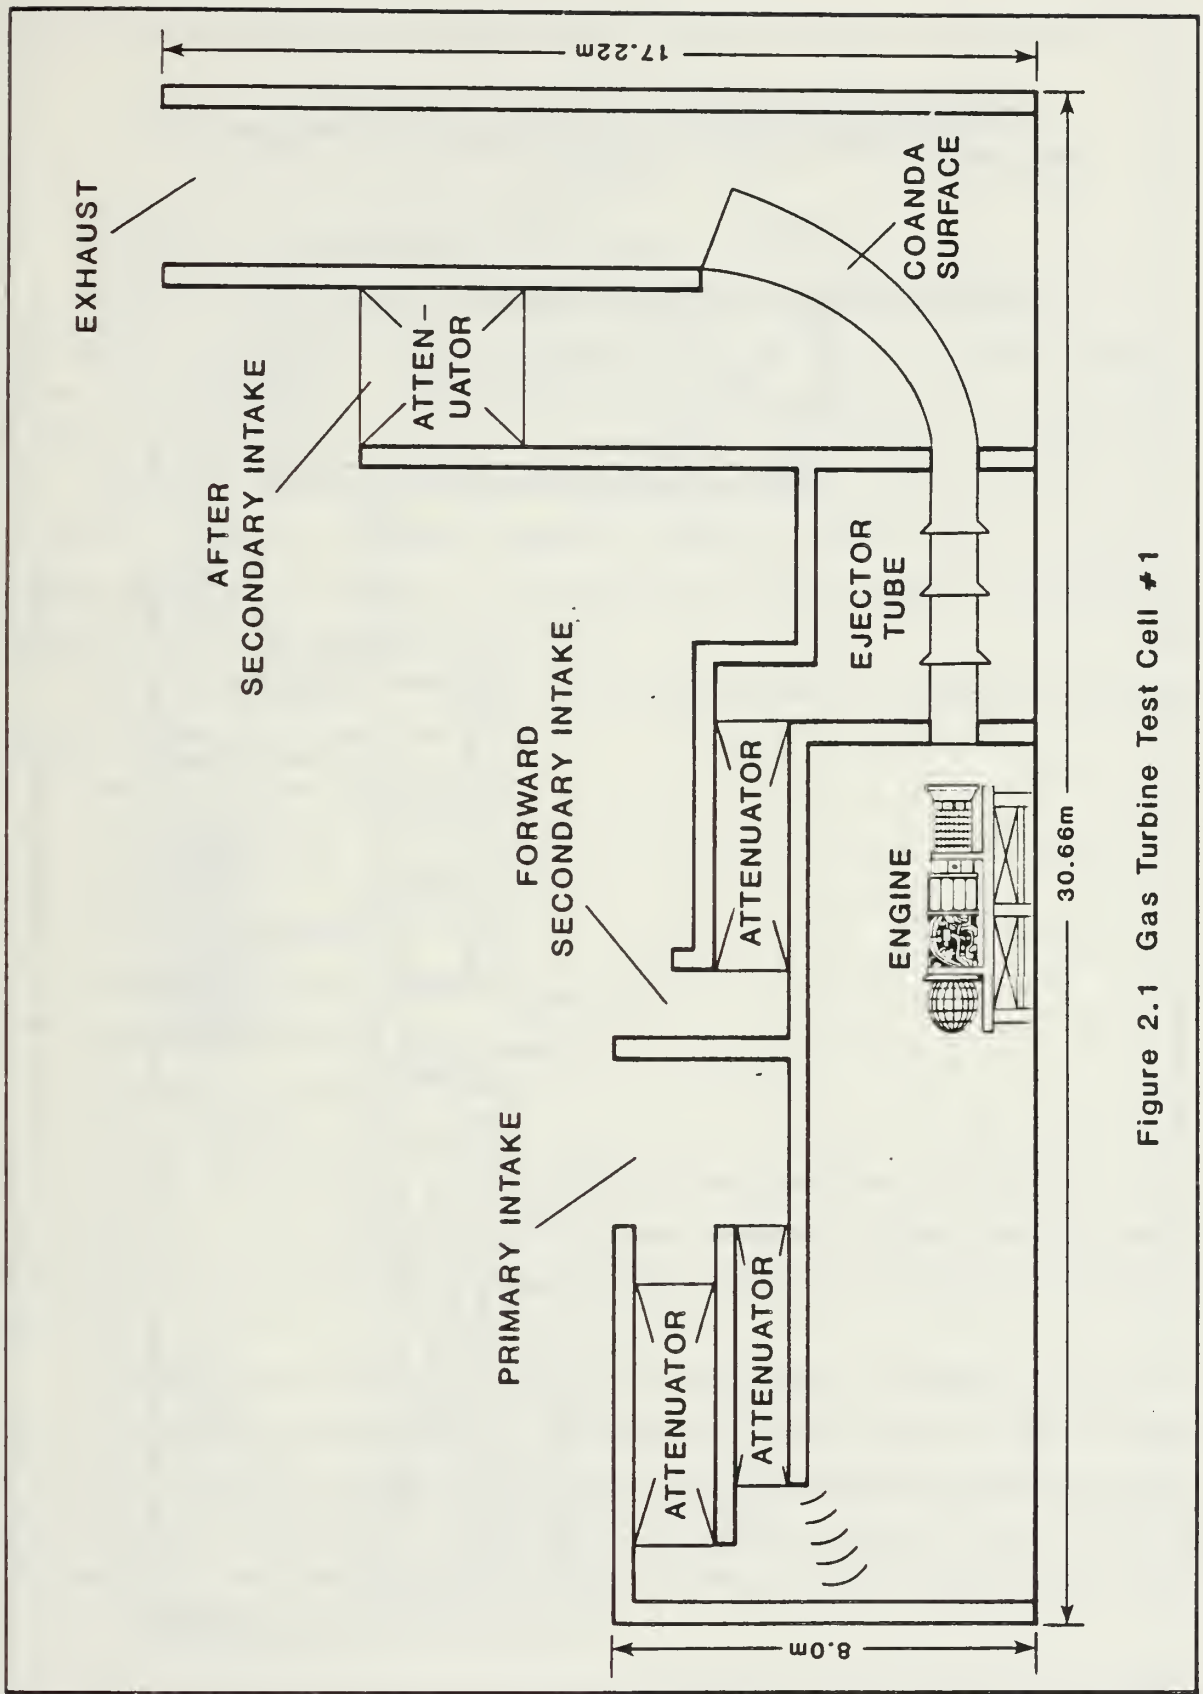 EXHAUST
17.22m
AFTER
SECONDARY INTAKE
ATTEN-
UATOR
FORWARD
SECONDARY INTAKE
COANDA
SURFACE
PRIMARY INTAKE
ATTENUATOR
EJECTOR
TUBE
ATTENUATOR
ATTENUATOR
ENGINE
8.0m
30.66m
Figure 2.1 Gas Turbine Test Cell #1